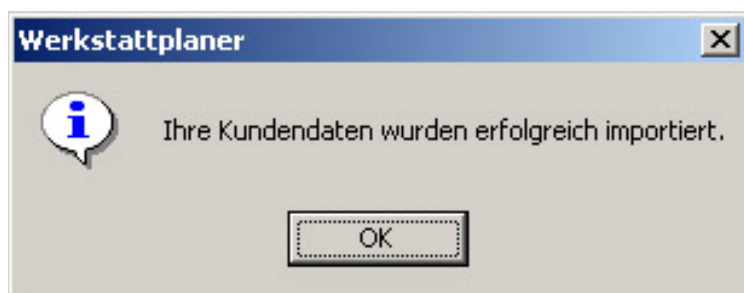 Werkstattplaner
Ihre Kundendaten wurden erfolgreich importiert.
OK